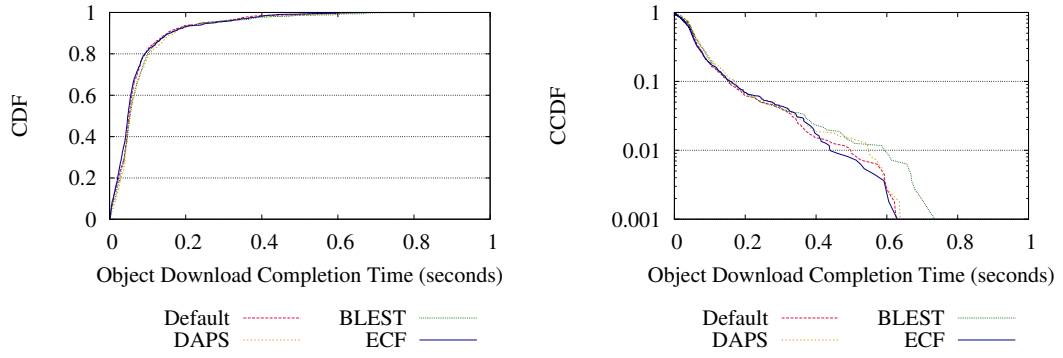 CDF
1
0.8
0.6
0.4
0.2
0
0 0.2 0.4 0.6 0.8 1
Object Download Completion Time (seconds)
Default BLEST
DAPS ECF
CCDF
1
0.1
0.01
0.001
0 0.2 0.4 0.6 0.8 1
Object Download Completion Time (seconds)
Default BLEST
DAPS ECF